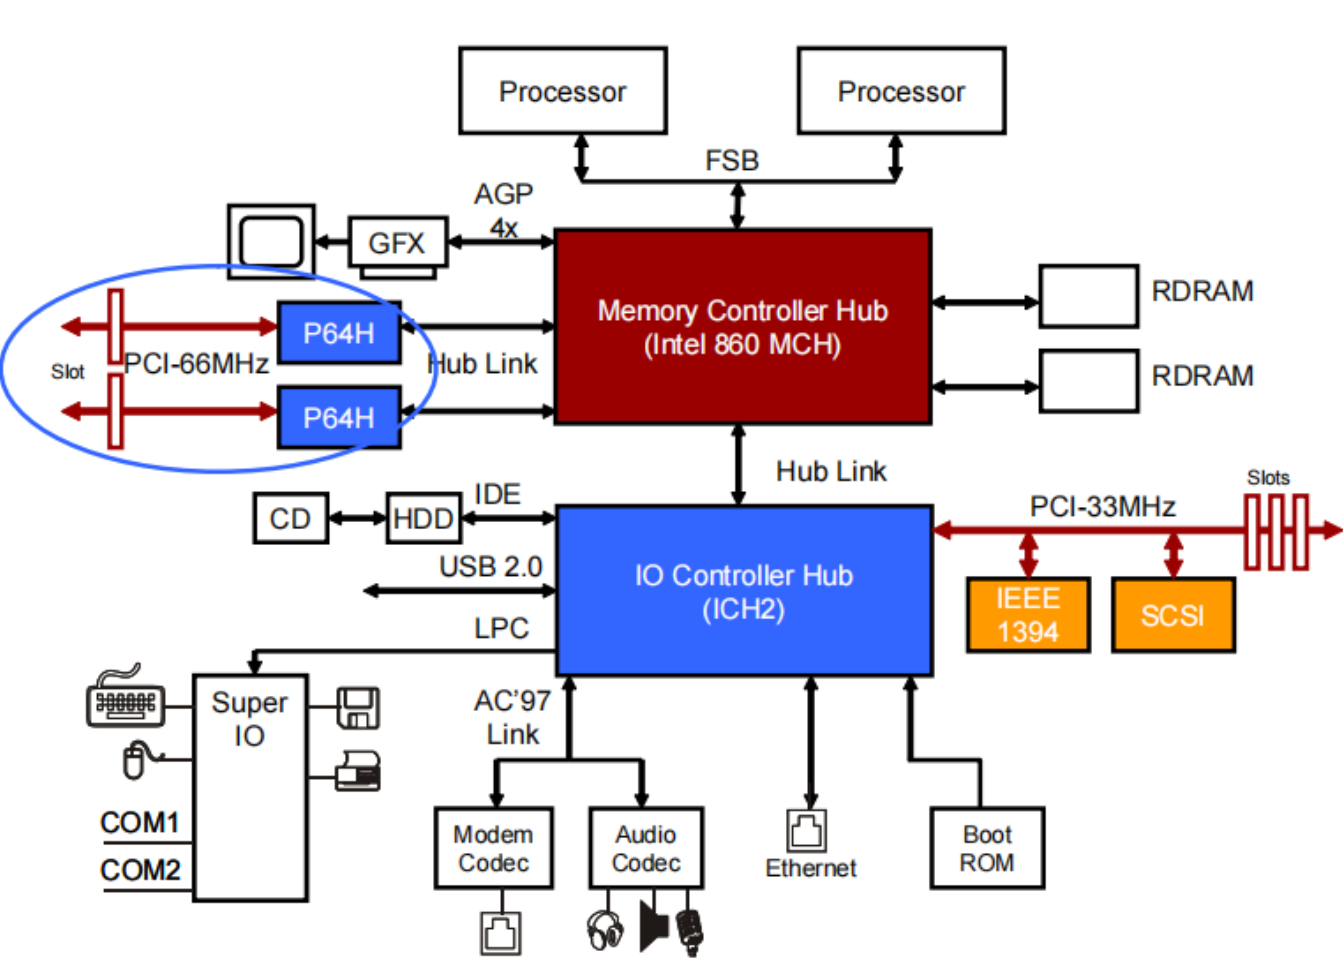 Processor
Processor
FSB
AGP
4x
GFX
Memory Controller Hub
(Intel 860 MCH)
RDRAM
RDRAM
P64H
PCI-66MHz
Hub Link
Slot
P64H
Hub Link
Slots
PCI-33MHz
IDE
CD
HDD
USB 2.0
IO Controller Hub
(ICH2)
IEEE
1394
SCSI
LPC
Super
IO
AC'97
Link
COM1
COM2
Modem
Codec
Audio
Codec
Ethernet
Boot
ROM